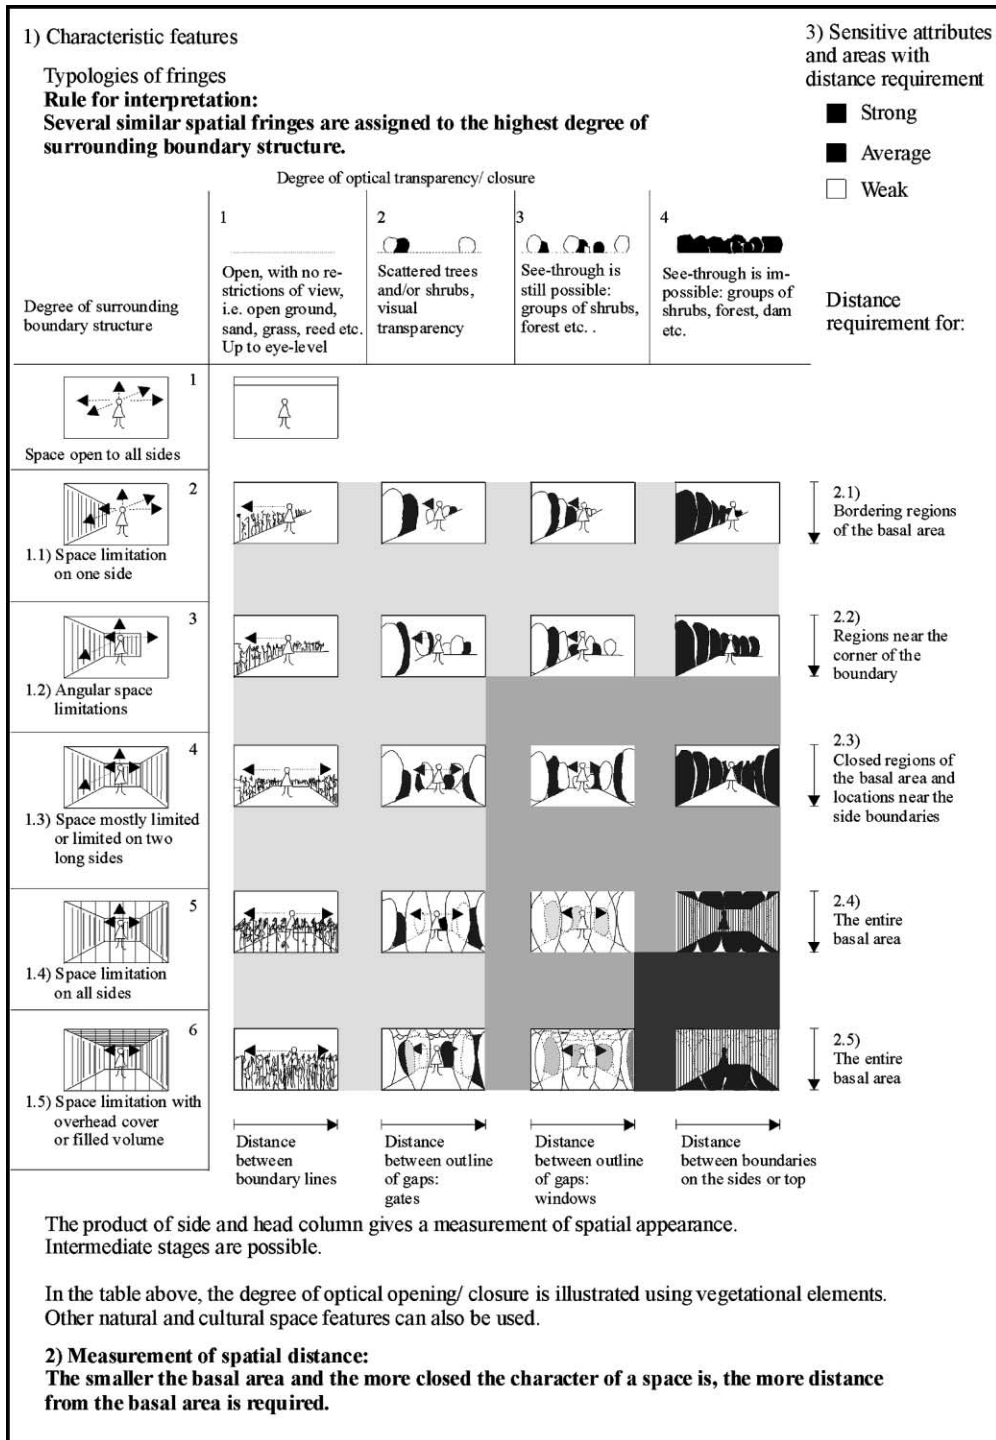 1) Characteristic features
Typologies of fringes
Rule for interpretation:
Several similar spatial fringes are assigned to the highest degree of
surrounding boundary structure.
3) Sensitive attributes
and areas with
distance requirement
Strong
Average
Weak
Degree of optical transparency/ closure
Degree of surrounding
boundary structure
1
Open, with no re-
strictions of view,
i.e. open ground,
sand, grass, reed etc.
Up to eye-level
2
Scattered trees
and/or shrubs,
visual
transparency
3
See-through is
still possible:
groups of shrubs,
forest etc. .
4
See-through is im-
possible: groups of
shrubs, forest, dam
etc.
Distance
requirement for:
1
Space open to all sides
2
1.1) Space limitation
on one side
2.1)
Bordering regions
of the basal area
3
1.2) Angular space
limitations
2.2)
Regions near the
corner of the
boundary
4
1.3) Space mostly limited
or limited on two
long sides
2.3)
Closed regions of
the basal area and
locations near the
side boundaries
5
1.4) Space limitation
on all sides
2.4)
The entire
basal area
6
1.5) Space limitation with
overhead cover
or filled volume
2.5)
The entire
basal area
Distance
between
boundary lines
Distance
between outline
of gaps:
gates
Distance
between outline
of gaps:
windows
Distance
between boundaries
on the sides or top
The product of side and head column gives a measurement of spatial appearance.
Intermediate stages are possible.
In the table above, the degree of optical opening/ closure is illustrated using vegetational elements.
Other natural and cultural space features can also be used.
2) Measurement of spatial distance:
The smaller the basal area and the more closed the character of a space is, the more distance
from the basal area is required.